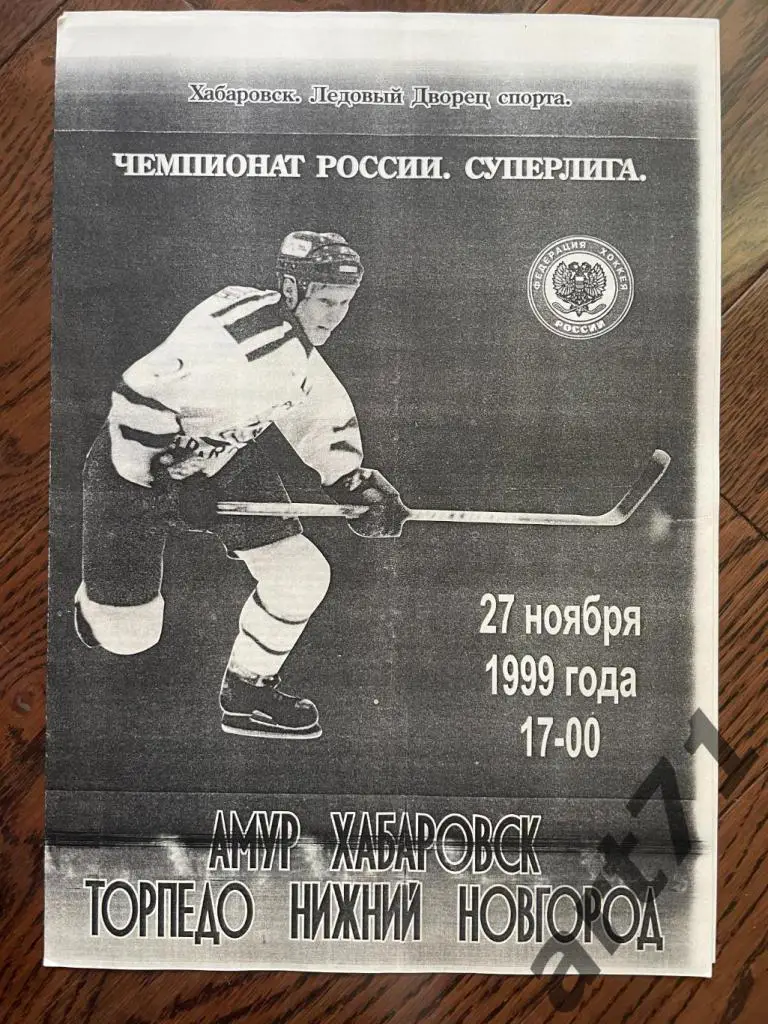 Хабаровск. Ледовый Дворец спорта.
ЧЕМПИОНАТ РОССИИ. СУПЕРЛИГА.
ФЕДЕРАЦИЯ ХОККЕЯ
РОССИИ
27 ноября
1999 года
17-00
АМУР ХАБАРОВСК
ТОРПЕДО НИЖНИЙ НОВГОРОД
art71